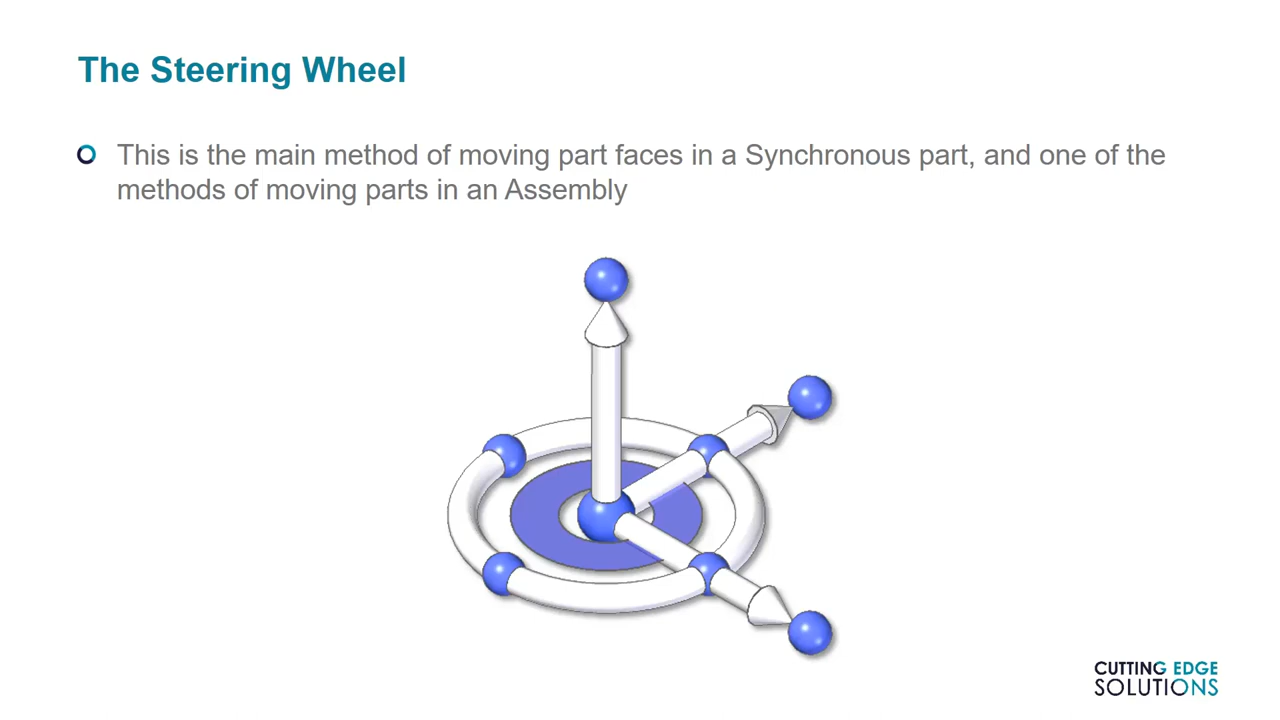 The Steering Wheel
This is the main method of moving part faces in a Synchronous part, and one of the
methods of moving parts in an Assembly
CUTTING EDGE
SOLUTIONS